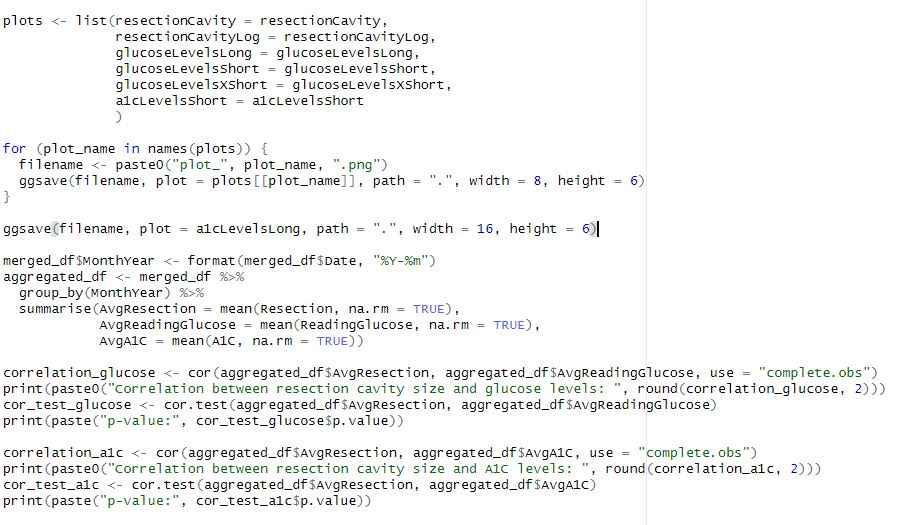 plots <- list(resectionCavity = resectionCavity,
              resectionCavityLog = resectionCavityLog,
              glucoseLevelsLong = glucoseLevelsLong,
              glucoseLevelsShort = glucoseLevelsShort,
              glucoseLevelsXShort = glucoseLevelsXShort,
              a1cLevelsShort = a1cLevelsShort
              )
for (plot_name in names(plots)) {
  filename <- paste0("plot_", plot_name, ".png")
  ggsave(filename, plot = plots[[plot_name]], path = ".", width = 8, height = 6)
}
ggsave(filename, plot = a1cLevelsLong, path = ".", width = 16, height = 6)
merged_df$MonthYear <- format(merged_df$Date, "%Y-%m")
aggregated_df <- merged_df %>%
  group_by(MonthYear) %>%
  summarise(AvgResection = mean(Resection, na.rm = TRUE),
            AvgReadingGlucose = mean(ReadingGlucose, na.rm = TRUE),
            AvgA1C = mean(A1C, na.rm = TRUE))
correlation_glucose <- cor(aggregated_df$AvgResection, aggregated_df$AvgReadingGlucose, use = "complete.obs")
print(paste0("Correlation between resection cavity size and glucose levels: ", round(correlation_glucose, 2)))
cor_test_glucose <- cor.test(aggregated_df$AvgResection, aggregated_df$AvgReadingGlucose)
print(paste("p-value:", cor_test_glucose$p.value))
correlation_a1c <- cor(aggregated_df$AvgResection, aggregated_df$AvgA1C, use = "complete.obs")
print(paste0("Correlation between resection cavity size and A1C levels: ", round(correlation_a1c, 2)))
cor_test_a1c <- cor.test(aggregated_df$AvgResection, aggregated_df$AvgA1C)
print(paste("p-value:", cor_test_a1c$p.value))